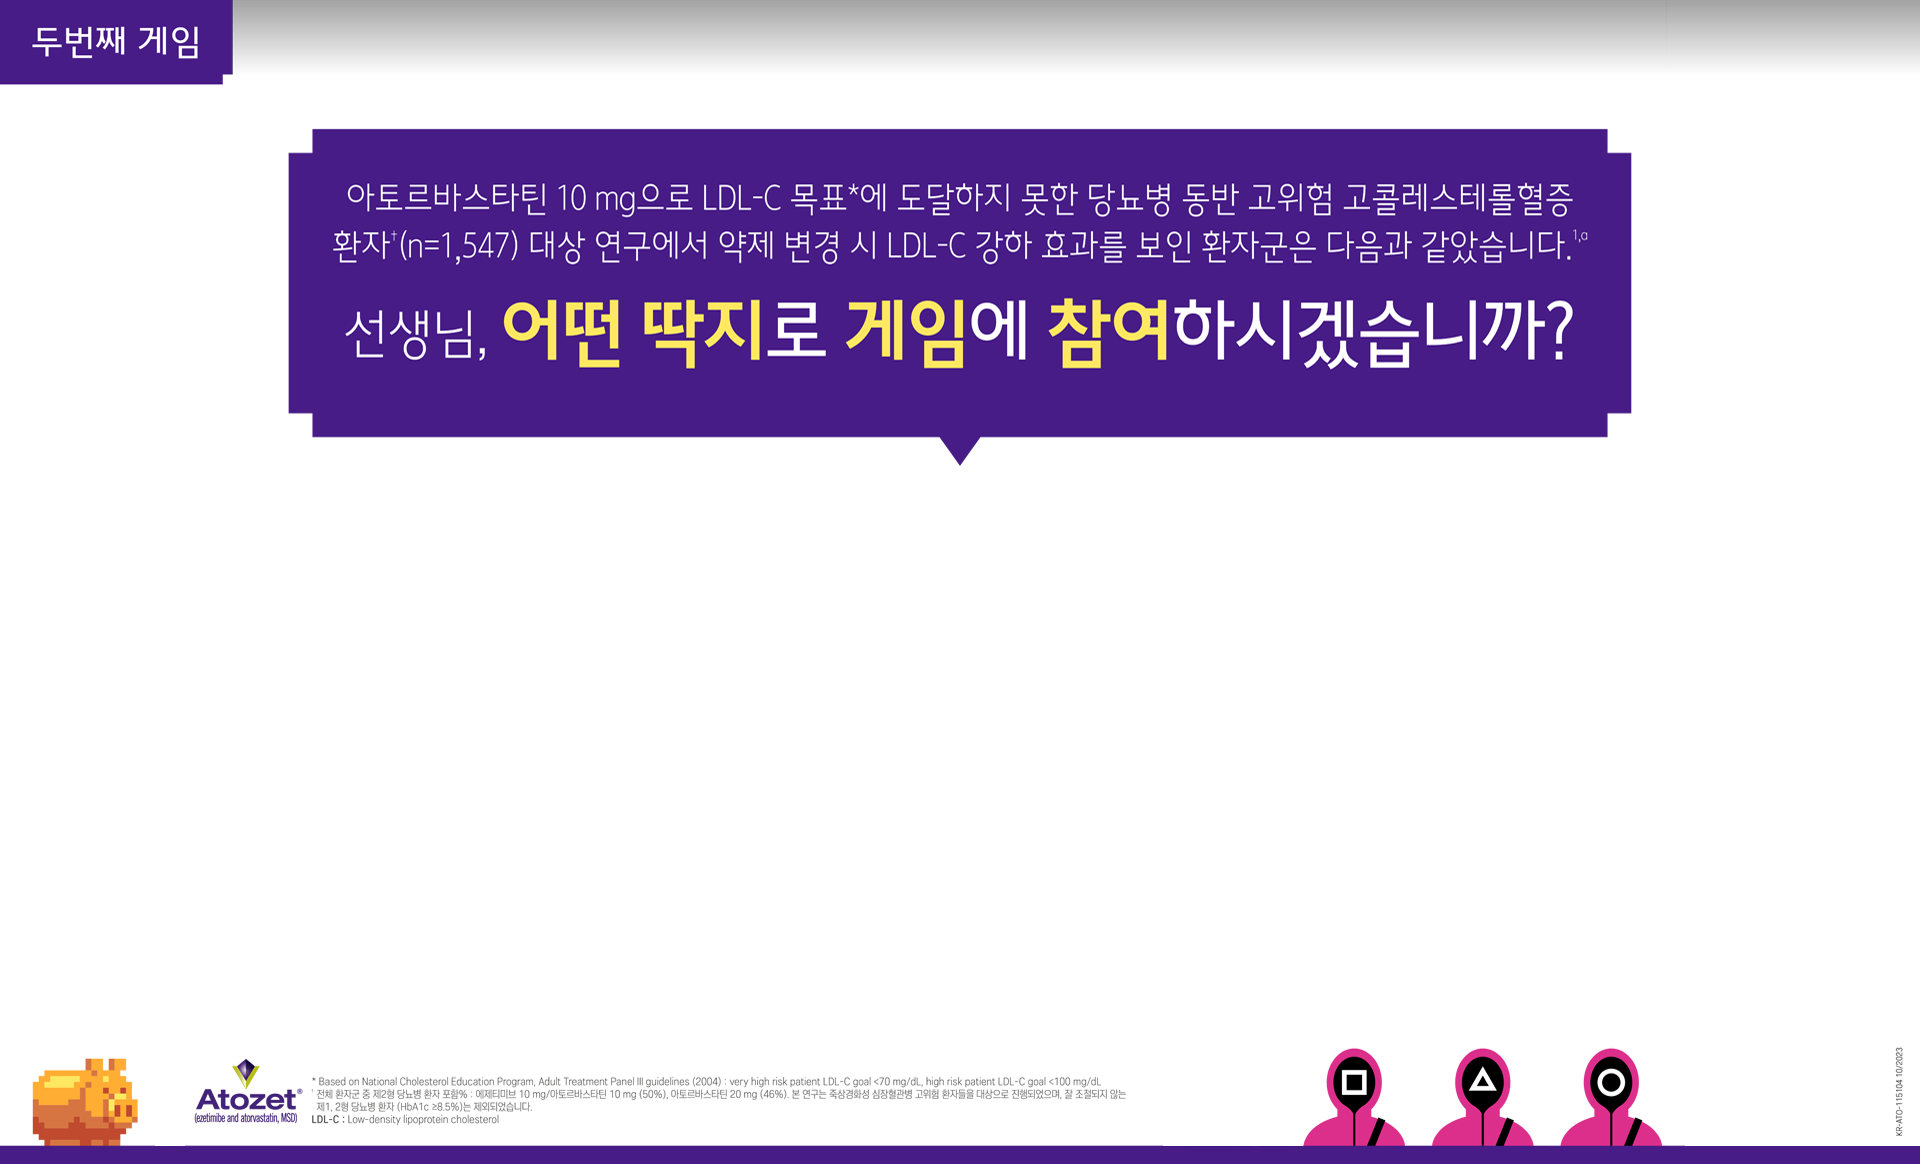 두번째 게임
아토르바스타틴 10 mg으로 LDL-C 목표*에 도달하지 못한 당뇨병 동반 고위험 고콜레스테롤혈증
환자†(n=1,547) 대상 연구에서 약제 변경 시 LDL-C 강하 효과를 보인 환자군은 다음과 같았습니다.1,a
선생님, 어떤 딱지로 게임에 참여하시겠습니까?
Atozet®
(ezetimibe and atorvastatin, MSD)
* Based on National Cholesterol Education Program, Adult Treatment Panel III guidelines (2004) : very high risk patient LDL-C goal <70 mg/dL, high risk patient LDL-C goal <100 mg/dL
† 전체 환자군 중 제2형 당뇨병 환자 포함% : 에제티미브 10 mg/아토르바스타틴 10 mg (50%), 아토르바스타틴 20 mg (46%). 본 연구는 죽상경화성 심장혈관병 고위험 환자들을 대상으로 진행되었으며, 잘 조절되지 않는
제1, 2형 당뇨병 환자 (HbA1c ≥8.5%)는 제외되었습니다.
LDL-C : Low-density lipoprotein cholesterol
KR-ATO-115104 10/2023